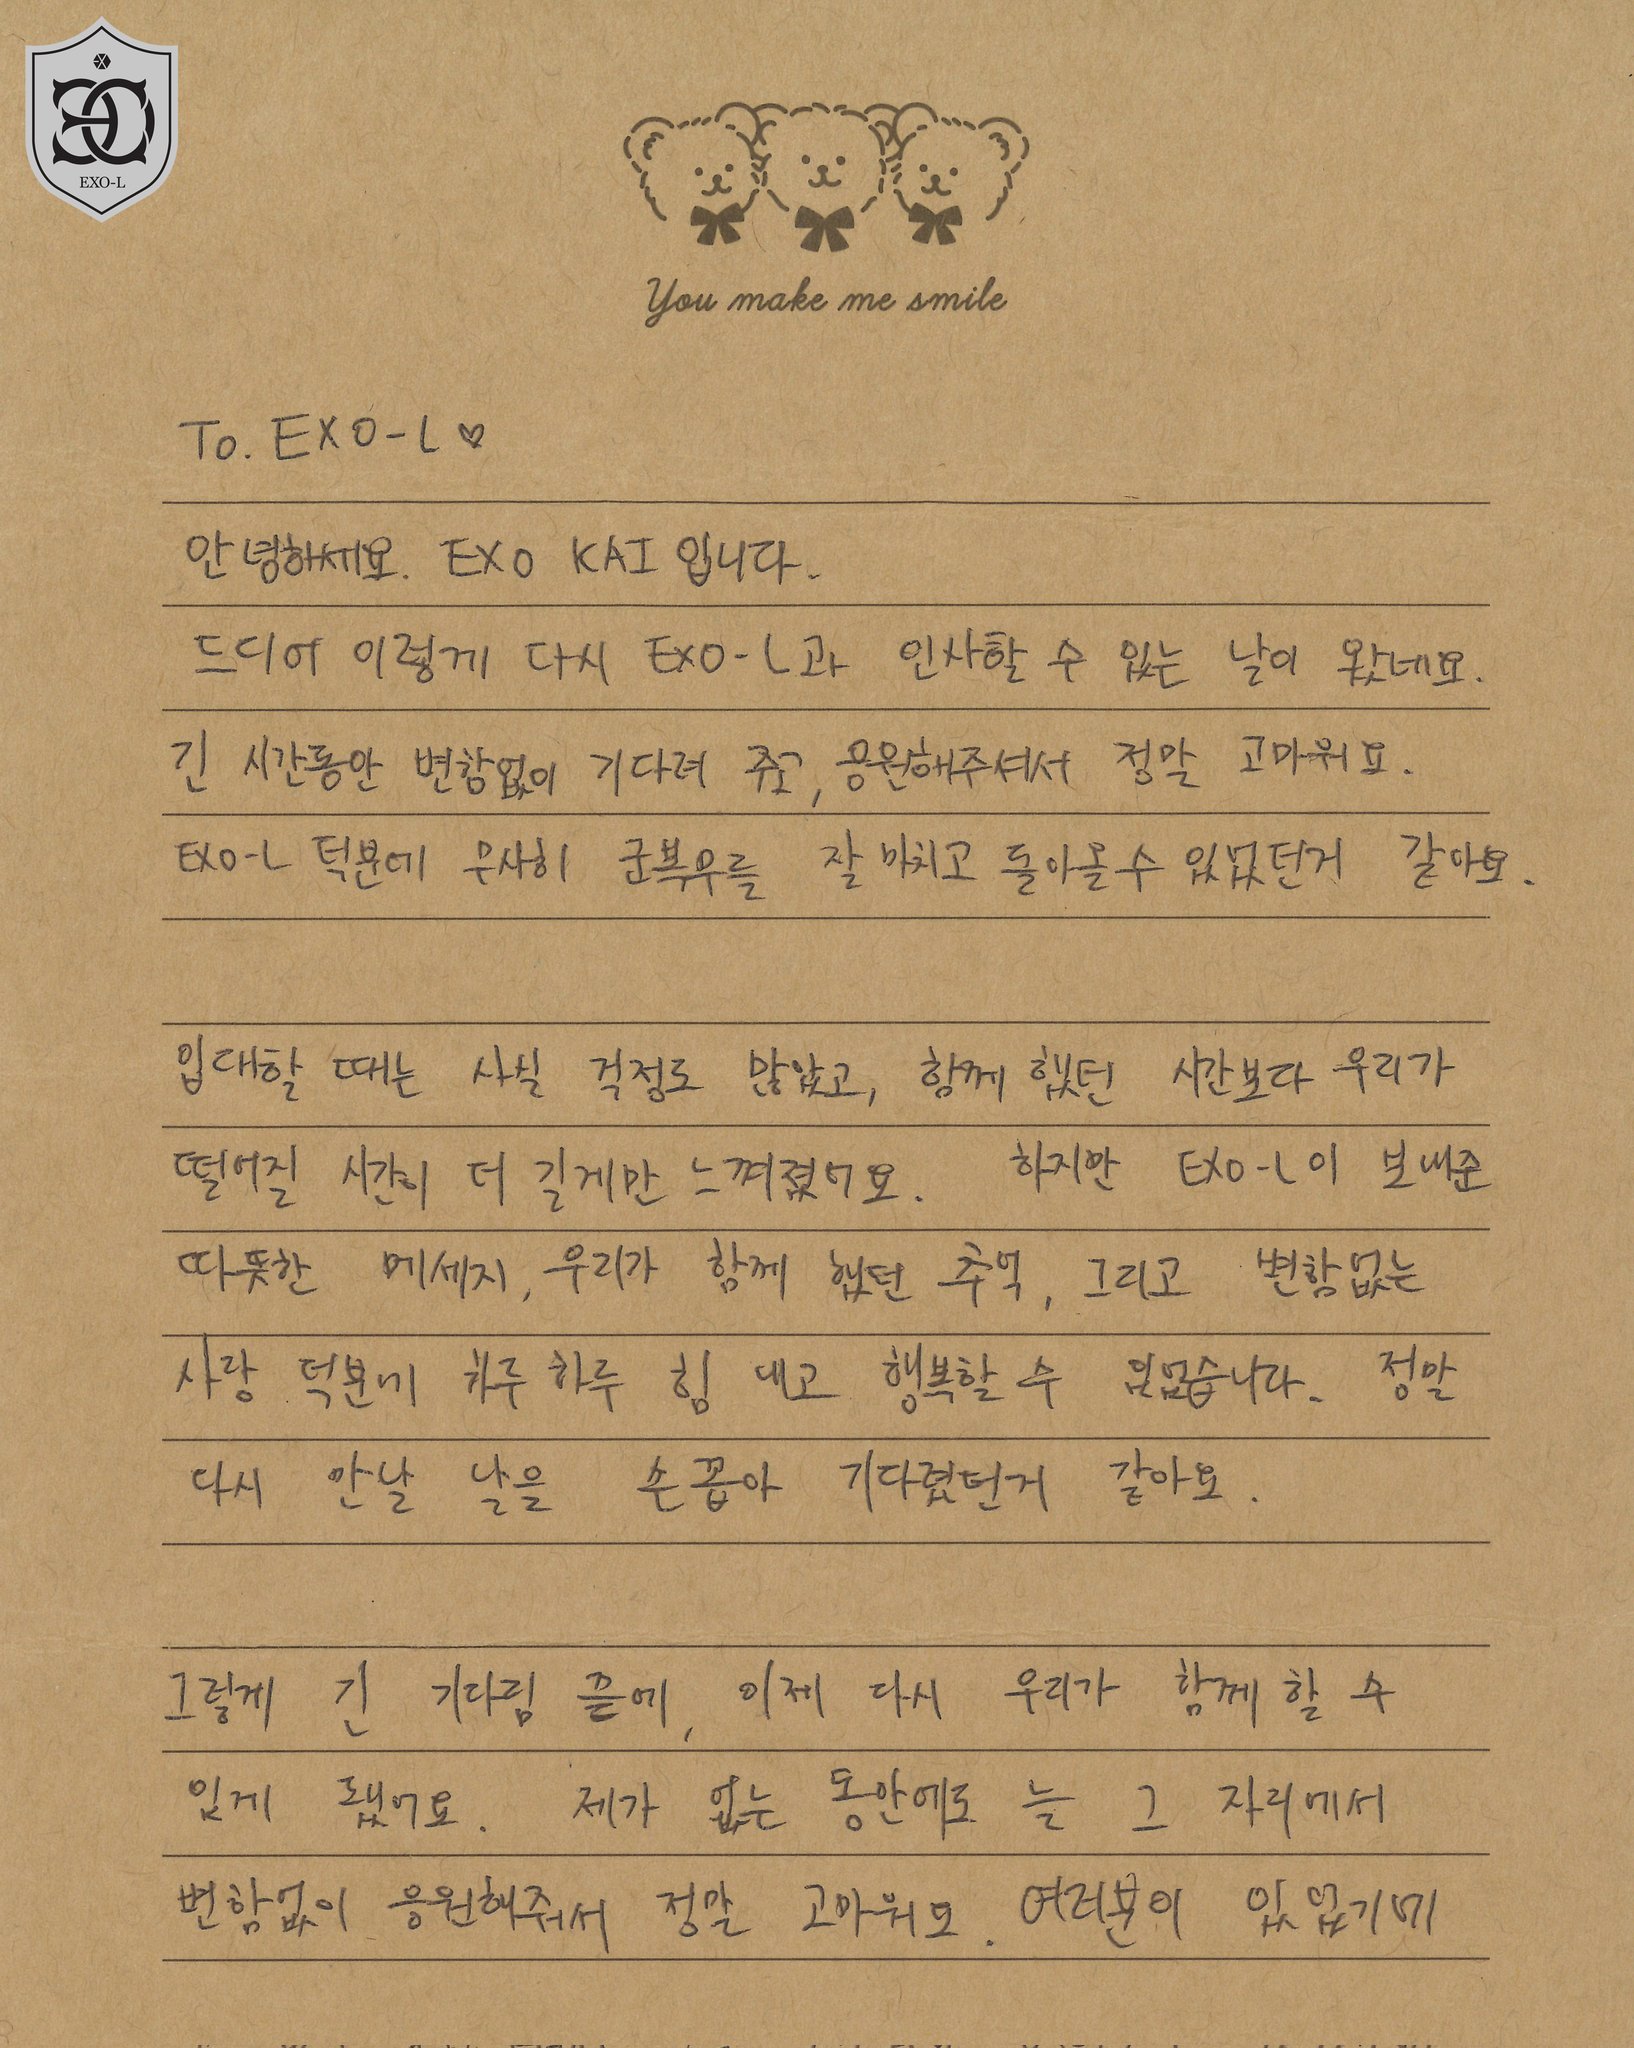 EXO-L
You make me smile
To. EXO-L ♡
안녕하세요. EXO KAI 입니다.
드디어 이렇게 다시 EXO-L과 인사할 수 있는 날이 왔네요.
긴 시간동안 변함없이 기다려 주고, 응원해주셔서 정말 고마워요.
EXO-L 덕분에 무사히 군복무를 잘 마치고 돌아올 수 있었던거 같아요.
입대할 때는 사실 걱정도 많았고, 함께 했던 시간보다 우리가
떨어질 시간이 더 길게만 느껴졌어요. 하지만 EXO-L이 보내준
따뜻한 메세지, 우리가 함께 했던 추억, 그리고 변함없는
사랑 덕분에 하루하루 힘 내고 행복할 수 있었습니다. 정말
다시 만날 날을 손꼽아 기다렸던거 같아요.
그렇게 긴 기다림 끝에, 이제 다시 우리가 함께 할 수
있게 됐어요. 제가 없는 동안에도 늘 그 자리에서
변함없이 응원해줘서 정말 고마워요. 여러분이 있었기에